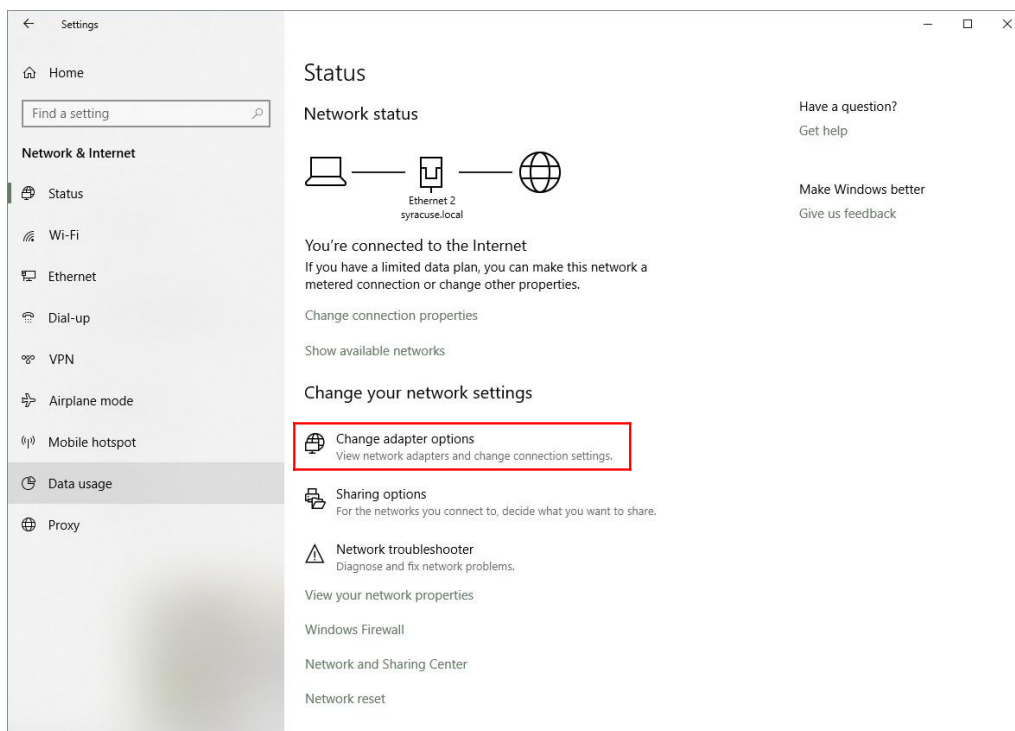 Settings
Home
Find a setting
Network & Internet
Status
Wi-Fi
Ethernet
Dial-up
VPN
Airplane mode
Mobile hotspot
Data usage
Proxy
Status
Network status
Ethernet 2
syracuse.local
You're connected to the Internet
If you have a limited data plan, you can make this network a
metered connection or change other properties.
Change connection properties
Show available networks
Change your network settings
Change adapter options
View network adapters and change connection settings.
Sharing options
For the networks you connect to, decide what you want to share.
Network troubleshooter
Diagnose and fix network problems.
View your network properties
Windows Firewall
Network and Sharing Center
Network reset
Have a question?
Get help
Make Windows better
Give us feedback